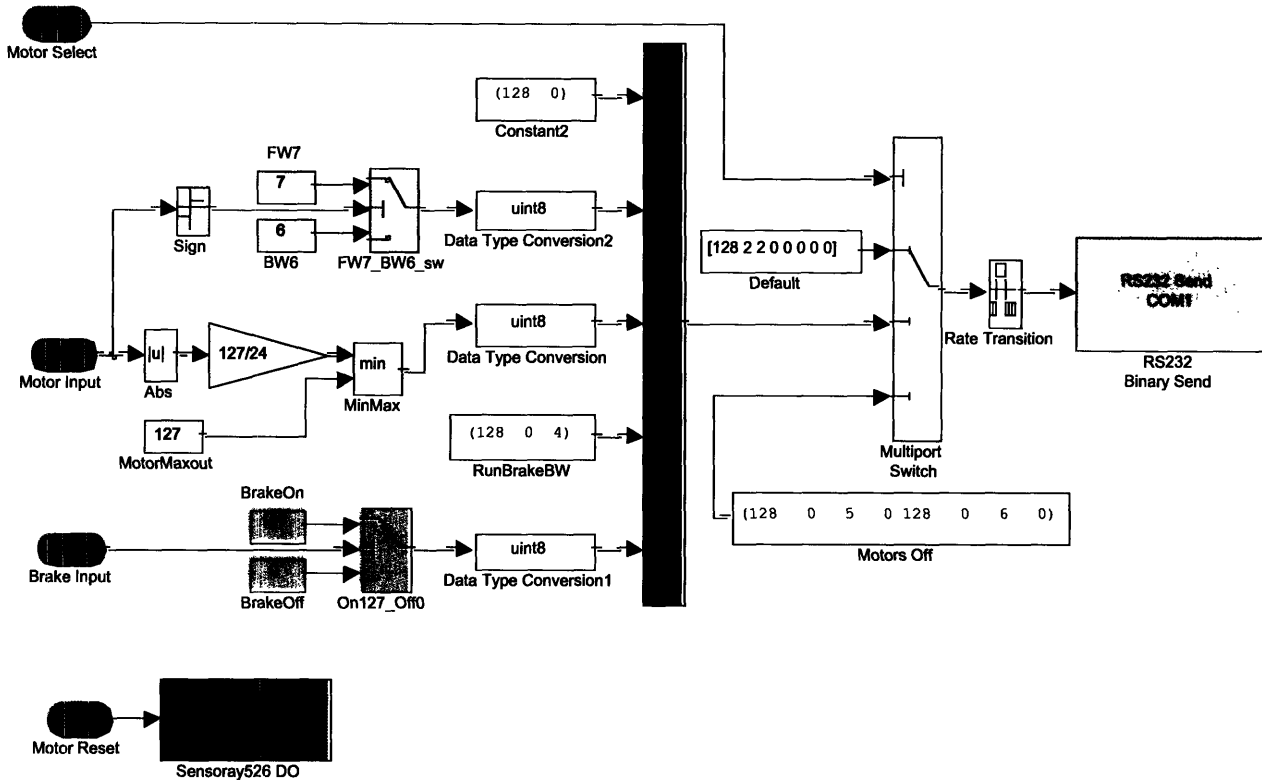 Motor Select
(128 0)
Constant2
FW7
7
Sign
6
BW6
FW7_BW6_sw
uint8
Data Type Conversion2
[128 2 2 0 0 0 0 0]
Default
Rate Transition
RS232 Send
COM1
RS232
Binary Send
Motor Input
|u|
Abs
127/24
min
MinMax
uint8
Data Type Conversion
127
MotorMaxout
(128 0 4)
RunBrakeBW
Multiport
Switch
(128 0 5 0 128 0 6 0)
Motors Off
BrakeOn
Brake Input
BrakeOff
On127_Off0
uint8
Data Type Conversion1
Motor Reset
Sensoray526 DO